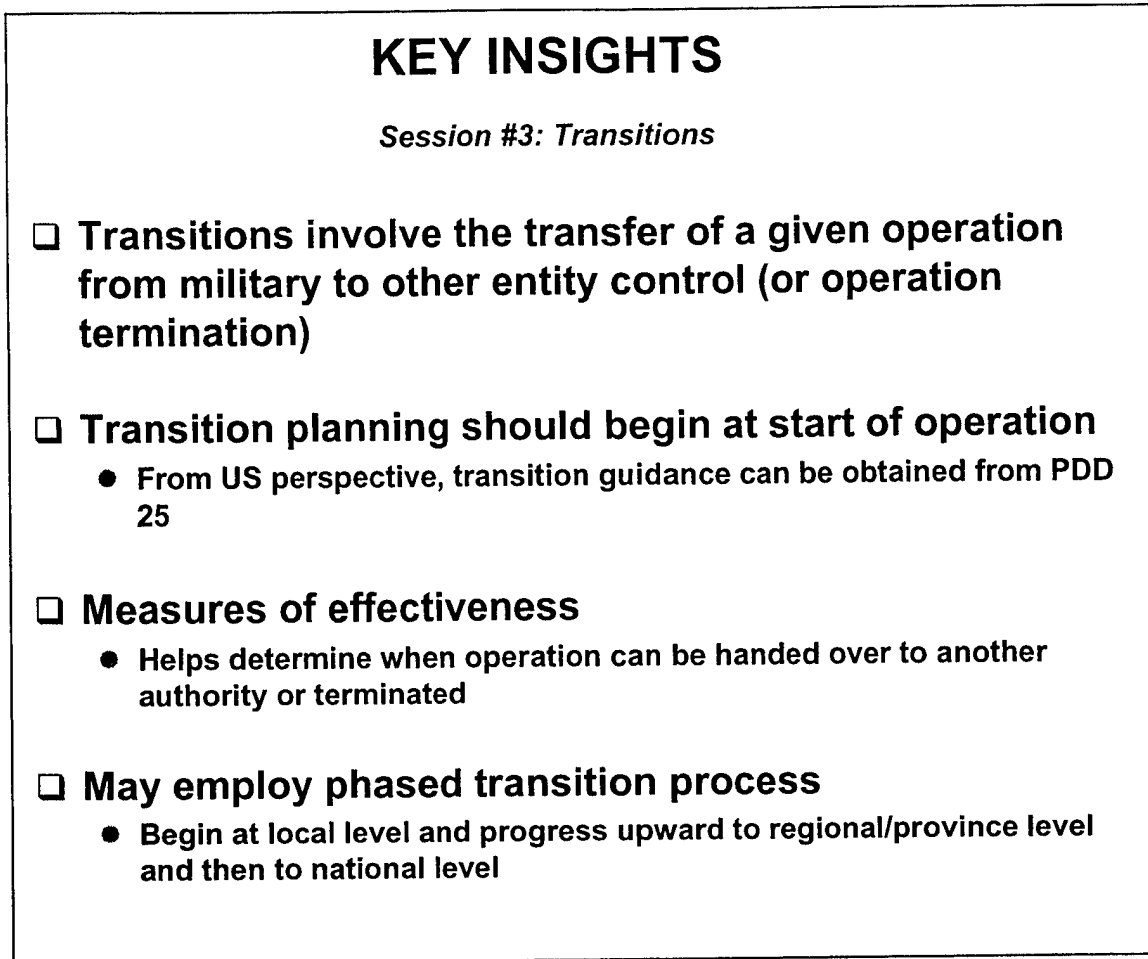 KEY INSIGHTS
Session #3: Transitions
❑ Transitions involve the transfer of a given operation
from military to other entity control (or operation
termination)
❑ Transition planning should begin at start of operation
● From US perspective, transition guidance can be obtained from PDD
25
❑ Measures of effectiveness
● Helps determine when operation can be handed over to another
authority or terminated
❑ May employ phased transition process
● Begin at local level and progress upward to regional/province level
and then to national level